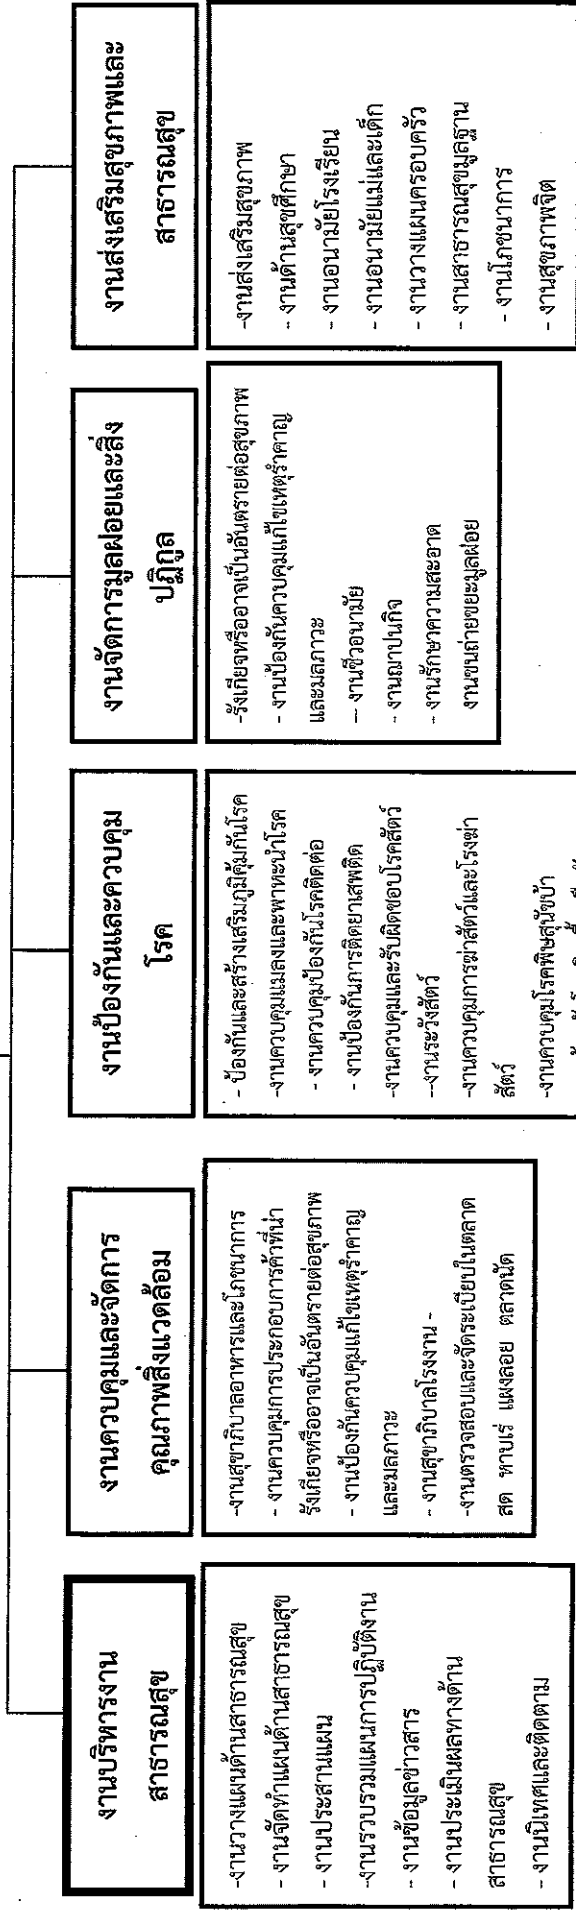 งานบริหารงาน
สาธารณสุข
-งานวางแผนด้านสาธารณสุข
- งานจัดทำแผนด้านสาธารณสุข
- งานประสานแผน
-งานรวบรวมแผนการปฏิบัติงาน
- งานข้อมูลข่าวสาร
- งานประเมินผลทางด้าน
สาธารณสุข
- งานนิเทศและติดตาม
งานควบคุมและจัดการ
คุณภาพสิ่งแวดล้อม
-งานสุขาภิบาลอาหารและโภชนาการ
- งานควบคุมการประกอบการค้าที่น่า
รังเกียจหรืออาจเป็นอันตรายต่อสุขภาพ
- งานป้องกันควบคุมแก้ไขเหตุรำคาญ
และมลภาวะ
- งานสุขาภิบาลโรงงาน -
-งานตรวจสอบและจัดระเบียบในตลาด
สด หาบเร่ แผงลอย ตลาดนัด
งานป้องกันและควบคุม
โรค
- ป้องกันและสร้างเสริมภูมิคุ้มกันโรค
-งานควบคุมแมลงและพาหะนำโรค
- งานควบคุมป้องกันโรคติดต่อ
- งานป้องกันการติดยาเสพติด
-งานควบคุมและรับผิดชอบโรคสัตว์
--งานระวังสัตว์
-งานควบคุมการฆ่าสัตว์และโรงฆ่า
สัตว์
-งานควบคุมโรคพิษสุนัขบ้า
งานจัดการมูลฝอยและสิ่ง
ปฏิกูล
-รังเกียจหรืออาจเป็นอันตรายต่อสุขภาพ
- งานป้องกันควบคุมแก้ไขเหตุรำคาญ
และมลภาวะ
-- งานชีวอนามัย
- งานฌาปนกิจ
- งานรักษาความสะอาด
งานขนถ่ายขยะมูลฝอย
งานส่งเสริมสุขภาพและ
สาธารณสุข
-งานส่งเสริมสุขภาพ
- งานด้านสุขศึกษา
- งานอนามัยโรงเรียน
- งานอนามัยแม่และเด็ก
- งานวางแผนครอบครัว
- งานสาธารณสุขมูลฐาน
- งานโภชนาการ
- งานสุขภาพจิต